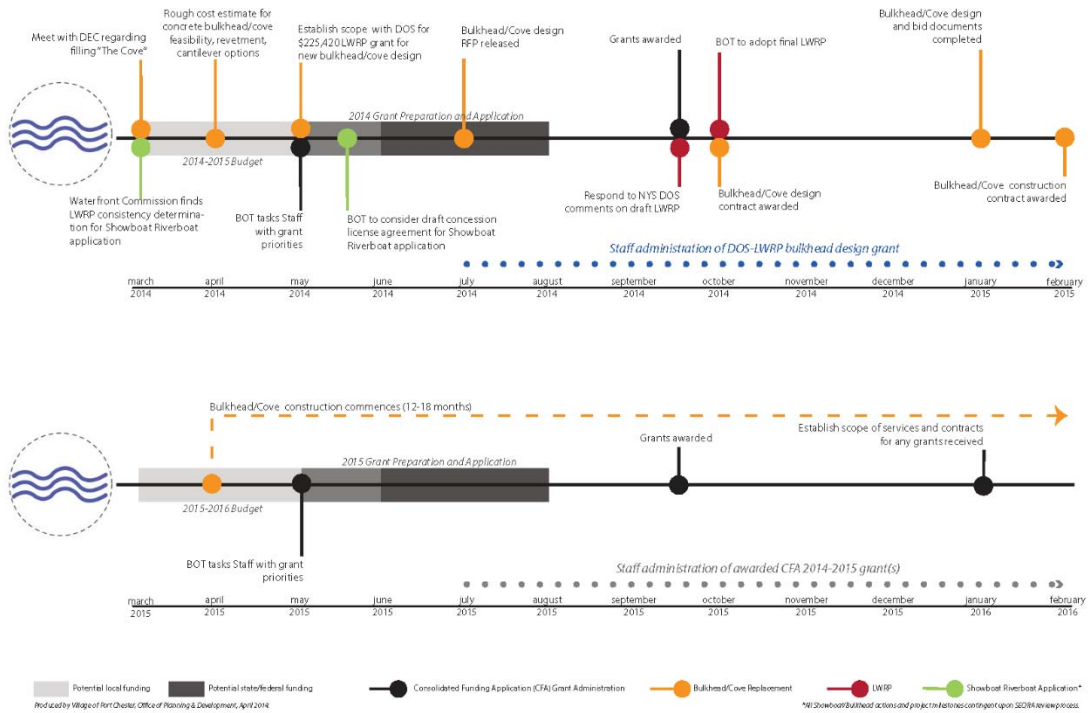 Meet with DEC regarding
filling "The Cove"
Rough cost estimate for
concrete bulkhead/cove
feasibility, revetment,
cantilever options
Establish scope with DOS for
$225,420 LWRP grant for
new bulkhead/cove design
Bulkhead/Cove design
RFP released
Grants awarded
BOT to adopt final LWRP
Bulkhead/Cove design
and bid documents
completed
2014 Grant Preparation and Application
2014-2015 Budget
Waterfront Commission finds
LWRP consistency determina-
tion for Showboat Riverboat
application
BOT tasks Staff
with grant
priorities
BOT to consider draft concession
license agreement for Showboat
Riverboat application
Respond to NYS DOS
comments on draft LWRP
Bulkhead/Cove design
contract awarded
Bulkhead/Cove construction
contract awarded
Staff administration of DOS-LWRP bulkhead design grant
march april may june july august september october november december january february
2014 2014 2014 2014 2014 2014 2014 2014 2014 2014 2015 2015
Bulkhead/Cove construction commences (12-18 months)
Grants awarded
Establish scope of services and contracts
for any grants received
2015 Grant Preparation and Application
2015-2016 Budget
BOT tasks Staff with grant
priorities
Staff administration of awarded CFA 2014-2015 grant(s)
march april may june july august september october november december january february
2015 2015 2015 2015 2015 2015 2015 2015 2015 2015 2016 2016
Potential local funding
Potential state/federal funding
Consolidated Funding Application (CFA) Grant Administration
Bulkhead/Cove Replacement
LWRP
Showboat Riverboat Application*
Produced by Village of Port Chester, Office of Planning & Development, April 2014.
*All Showboat/Bulkhead actions and project milestones contingent upon SEQRA review process.